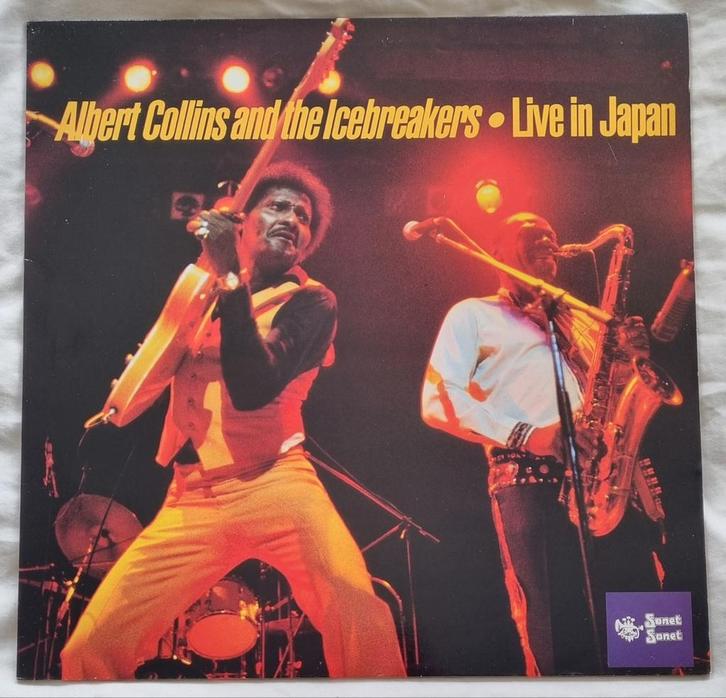 Albert Collins and the Icebreakers • Live in Japan
Sonet
Sonet